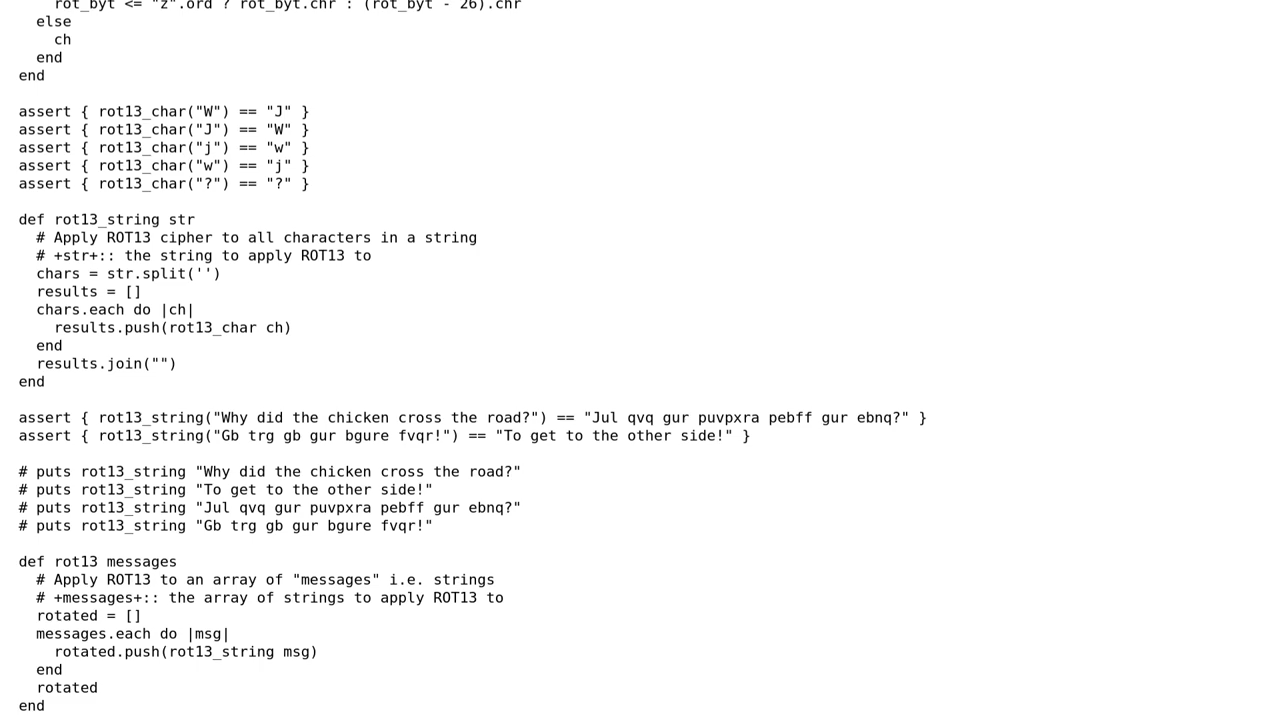 rot_byt <= "z".ord ? rot_byt.chr : (rot_byt - 26).chr
  else
    ch
  end
end

assert { rot13_char("W") == "J" }
assert { rot13_char("J") == "W" }
assert { rot13_char("j") == "w" }
assert { rot13_char("w") == "j" }
assert { rot13_char("?") == "?" }

def rot13_string str
  # Apply ROT13 cipher to all characters in a string
  # +str+:: the string to apply ROT13 to
  chars = str.split('')
  results = []
  chars.each do |ch|
    results.push(rot13_char ch)
  end
  results.join("")
end

assert { rot13_string("Why did the chicken cross the road?") == "Jul qvq gur puvpxra pebff gur ebnq?" }
assert { rot13_string("Gb trg gb gur bgure fvqr!") == "To get to the other side!" }

# puts rot13_string "Why did the chicken cross the road?"
# puts rot13_string "To get to the other side!"
# puts rot13_string "Jul qvq gur puvpxra pebff gur ebnq?"
# puts rot13_string "Gb trg gb gur bgure fvqr!"

def rot13 messages
  # Apply ROT13 to an array of "messages" i.e. strings
  # +messages+:: the array of strings to apply ROT13 to
  rotated = []
  messages.each do |msg|
    rotated.push(rot13_string msg)
  end
  rotated
end